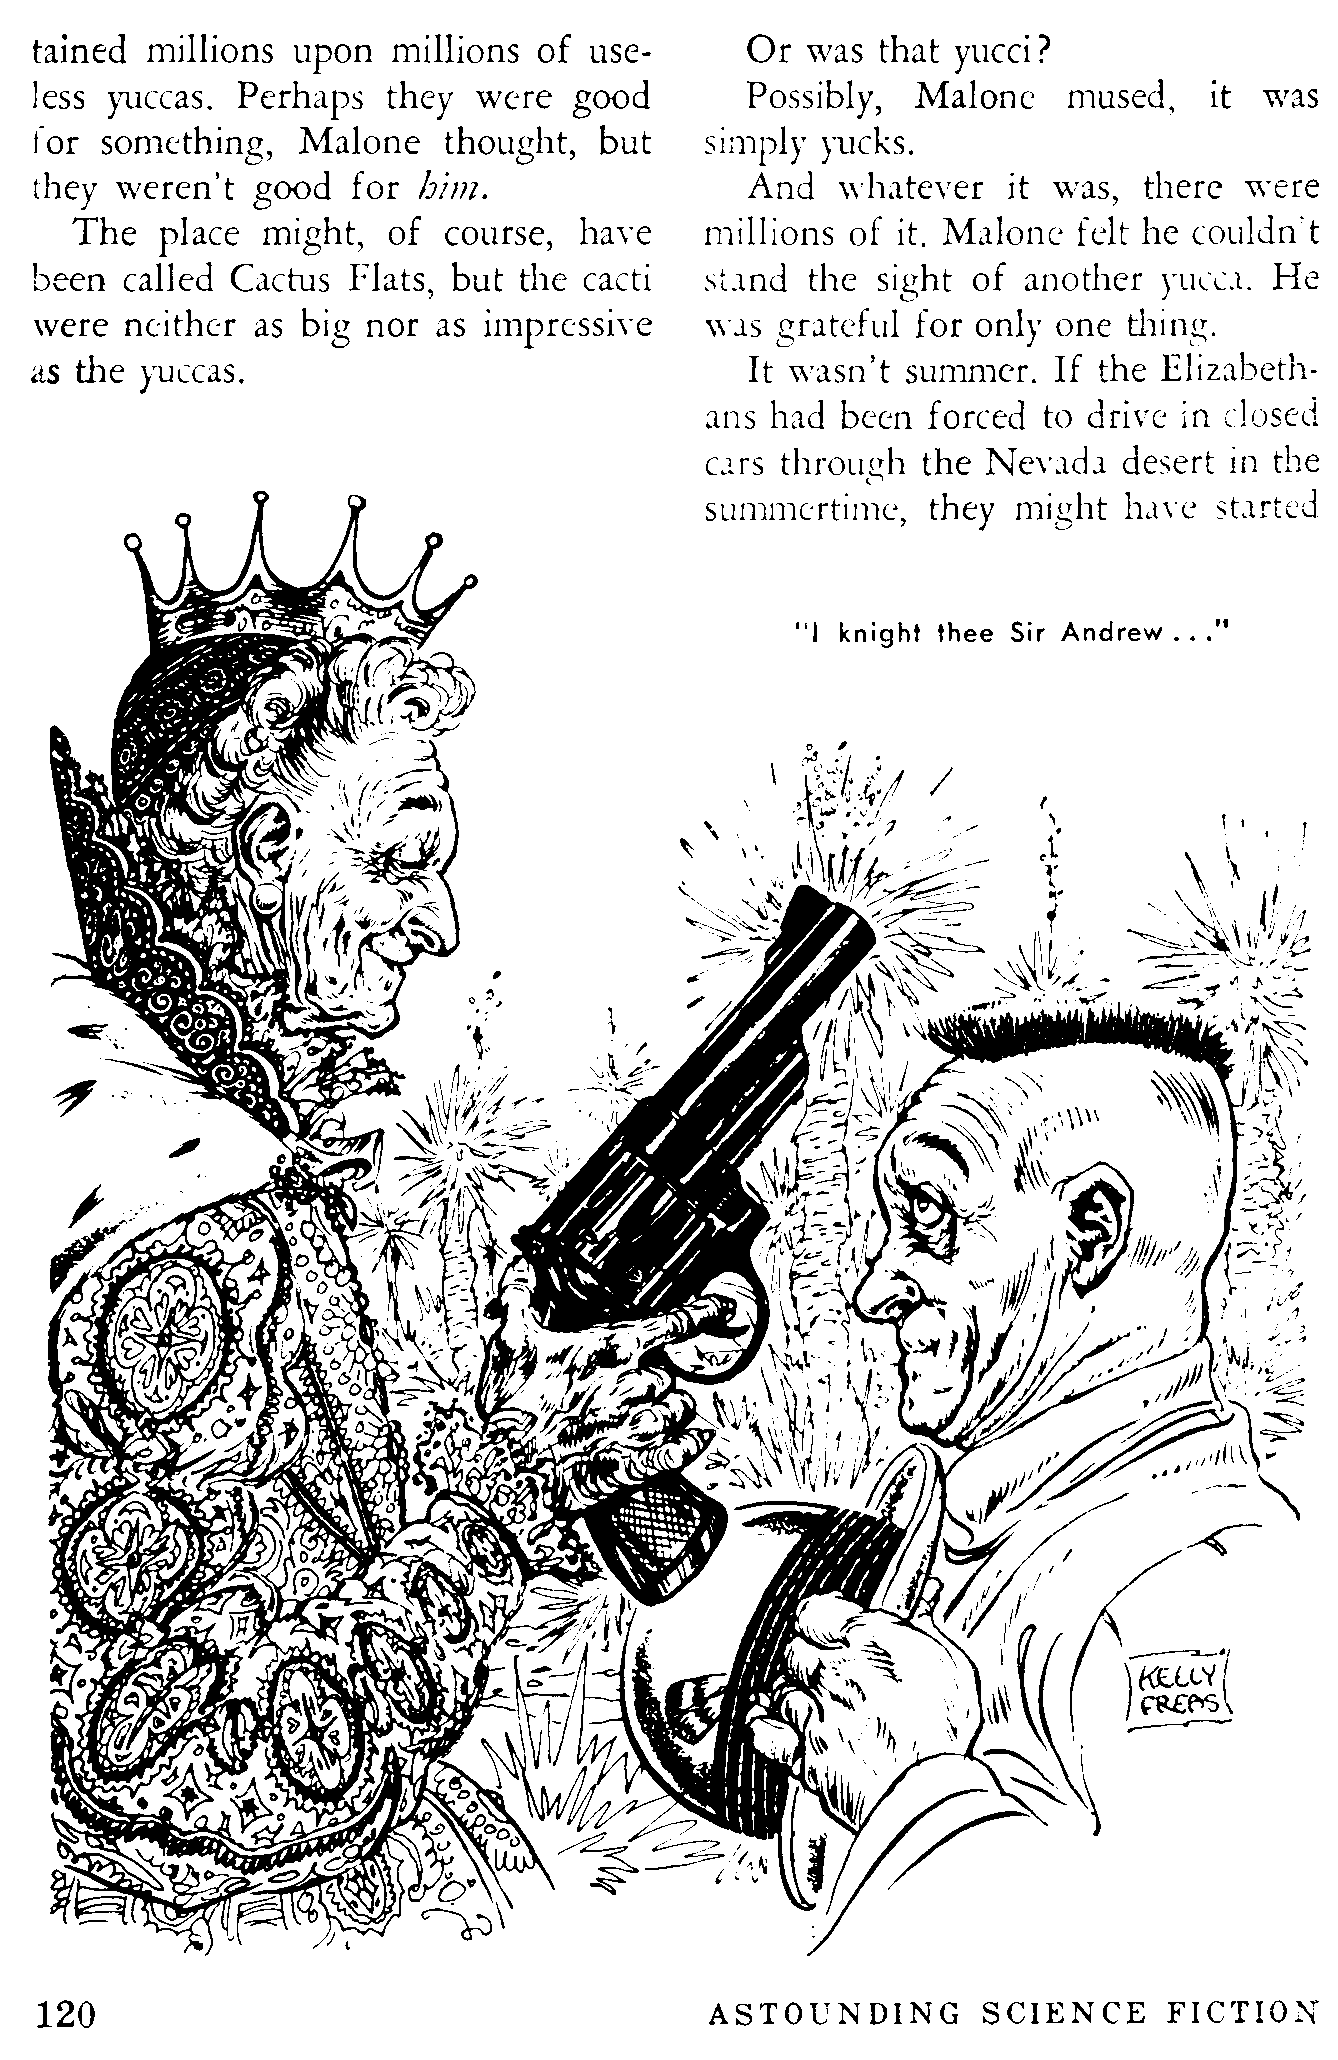 tained millions upon millions of use-
less yuccas. Perhaps they were good
for something, Malone thought, but
they weren't good for him.
The place might, of course, have
been called Cactus Flats, but the cacti
were neither as big nor as impressive
as the yuccas.
Or was that yucci?
Possibly, Malone mused, it was
simply yucks.
And whatever it was, there were
millions of it. Malone felt he couldn't
stand the sight of another yucca. He
was grateful for only one thing.
It wasn't summer. If the Elizabeth-
ans had been forced to drive in closed
cars through the Nevada desert in the
summertime, they might have started
"I knight thee Sir Andrew . . ."
KELLY
FREAS
120
ASTOUNDING SCIENCE FICTION